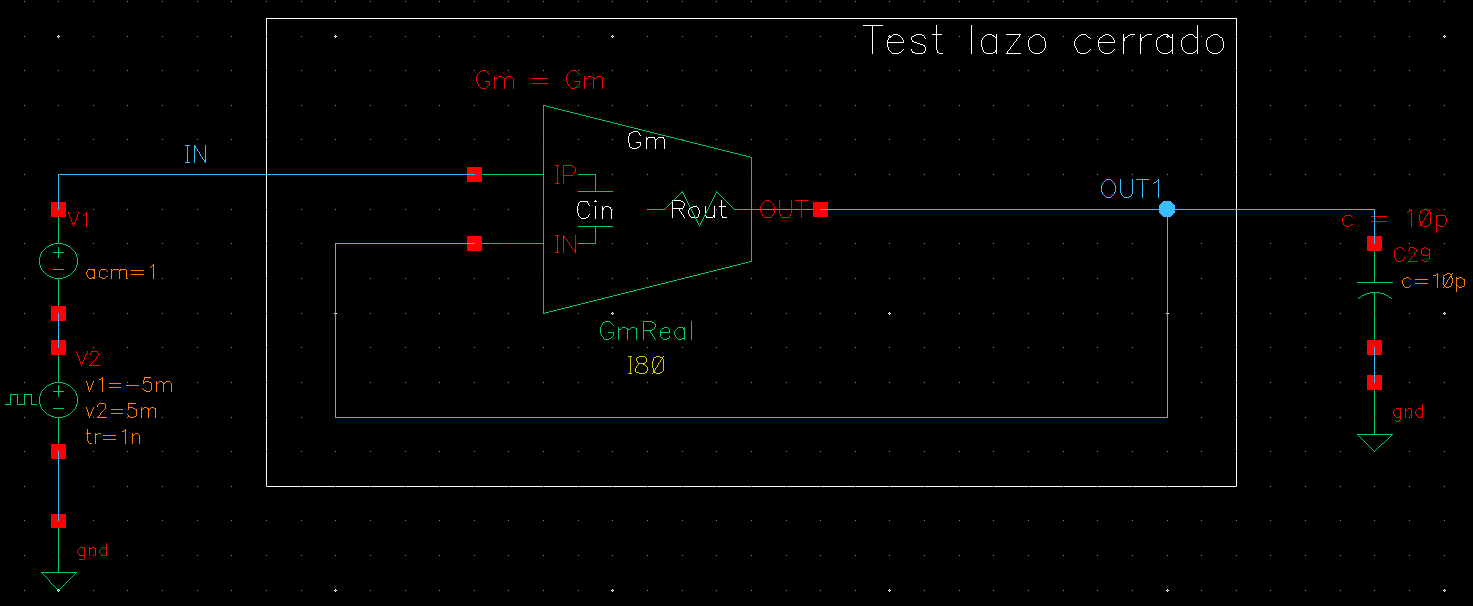 Test lazo cerrado
Gm = Gm
Gm
IN
IP
Cin
Rout
OUT
IN
OUT1
c = 10p
C29
c=10p
V1
acm=1
V2
v1=-5m
v2=5m
tr=1n
GmReal
I80
gnd
gnd